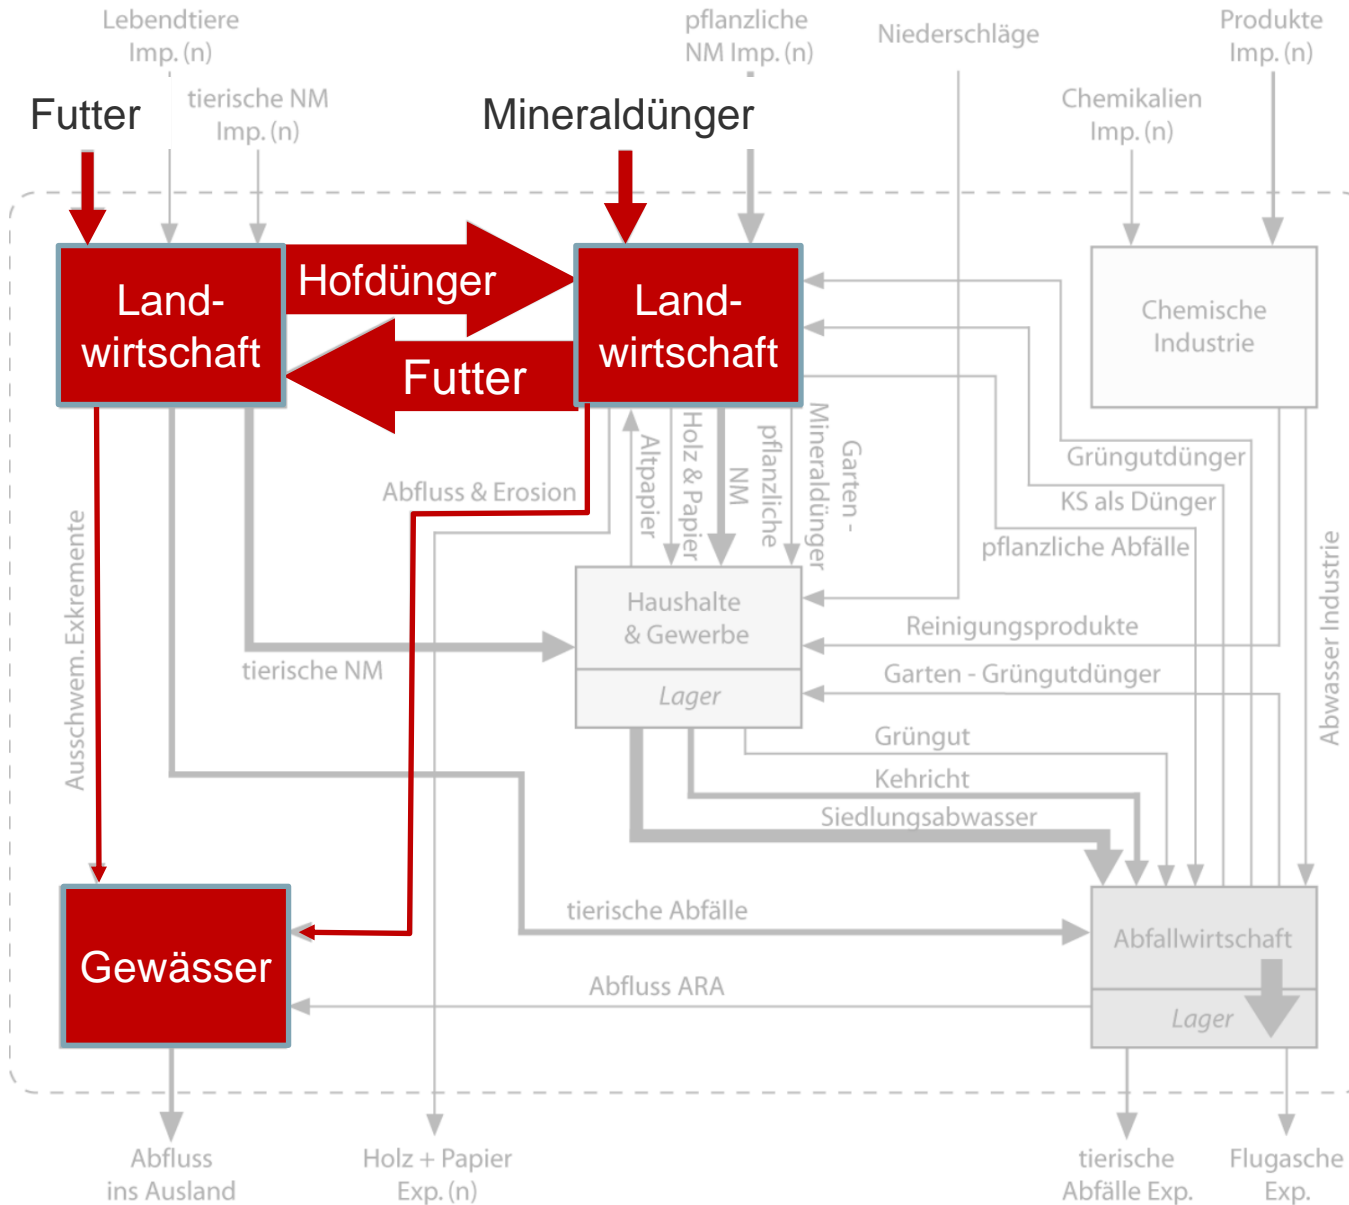 Lebendtiere
Imp. (n)
pflanzliche
NM Imp. (n)
Niederschläge
Produkte
Imp. (n)
Futter
tierische NM
Imp. (n)
Mineraldünger
Chemikalien
Imp. (n)
Land-
wirtschaft
Hofdünger
Futter
Land-
wirtschaft
Chemische
Industrie
Abfluss & Erosion
Altpapier
Holz & Papier
NM
pflanzliche
Mineraldünger
Garten -
Grüngutdünger
KS als Dünger
pflanzliche Abfälle
Ausschwem. Exkremente
Abwasser Industrie
Haushalte
& Gewerbe
Lager
Reinigungsprodukte
tierische NM
Garten - Grüngutdünger
Grüngut
Kehricht
Siedlungsabwasser
tierische Abfälle
Gewässer
Abfallwirtschaft
Lager
Abfluss ARA
Abfluss
ins Ausland
Holz + Papier
Exp. (n)
tierische
Abfälle Exp.
Flugasche
Exp.